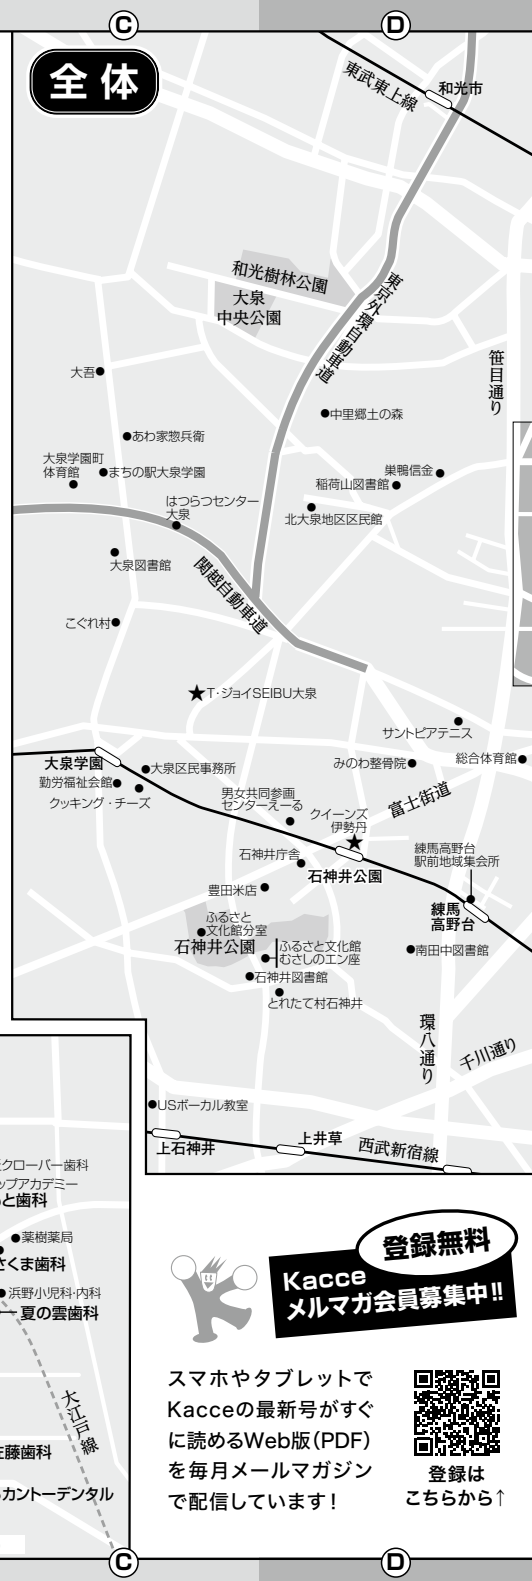 C
D
全体
東武東上線
和光市
和光樹林公園
大泉
中央公園
東京外環自動車道
笹目通り
大吾
中里郷土の森
あわ家惣兵衛
大泉学園町
体育館
まちの駅大泉学園
巣鴨信金
稲荷山図書館
はつらつセンター
大泉
北大泉地区区民館
大泉図書館
関越自動車道
こぐれ村
★T・ジョイSEIBU大泉
サントピアテニス
大泉学園
大泉区民事務所
みのわ整骨院
総合体育館
勤労福祉会館
クッキング・チーズ
男女共同参画
センターえーる
富士街道
クイーンズ
伊勢丹
★
石神井庁舎
石神井公園
練馬高野台
駅前地域集会所
豊田米店
練馬
高野台
ふるさと
文化館分室
石神井公園
ふるさと文化館
むさしのエン座
南田中図書館
石神井図書館
とれたて村石神井
環八通り
千川通り
USボーカル教室
上石神井
上井草
西武新宿線
クローバー歯科
ップアカデミー
と歯科
薬樹薬局
さくま歯科
浜野小児科・内科
夏の雲歯科
大江戸線
佐藤歯科
カントーデンタル
登録無料
Kacce
メルマガ会員募集中!!
スマホやタブレットで
Kacceの最新号がすぐ
に読めるWeb版(PDF)
を毎月メールマガジン
で配信しています!
登録は
こちらから↑
C
D